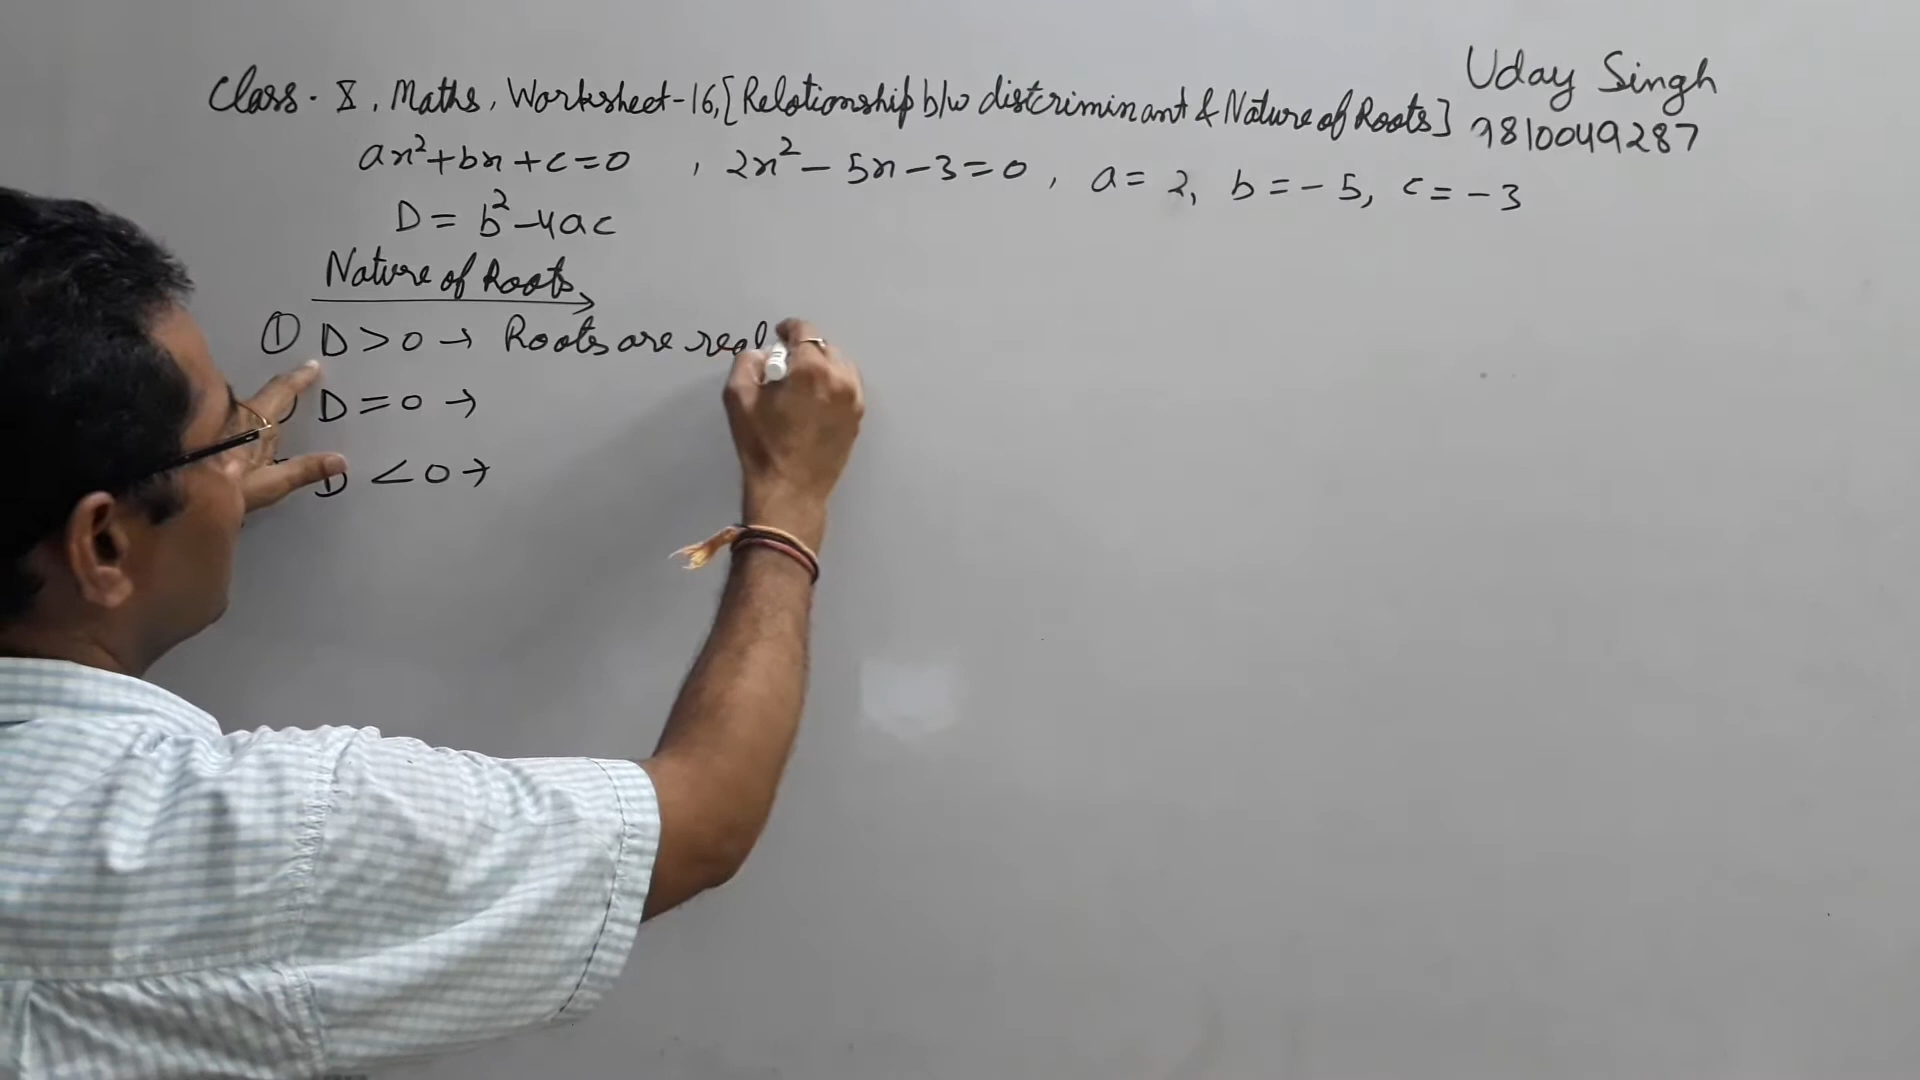 Class - X, Maths, Worksheet-16, [Relationship b/w distcriminant & Nature of Roots]
Uday Singh
9810049287
ax²+bx+c=0 , 2x²-5x-3=0, a=2, b=-5, c=-3
D = b²-4ac
Nature of Roots
① D>0 → Roots are real
D=0 →
D<0 →